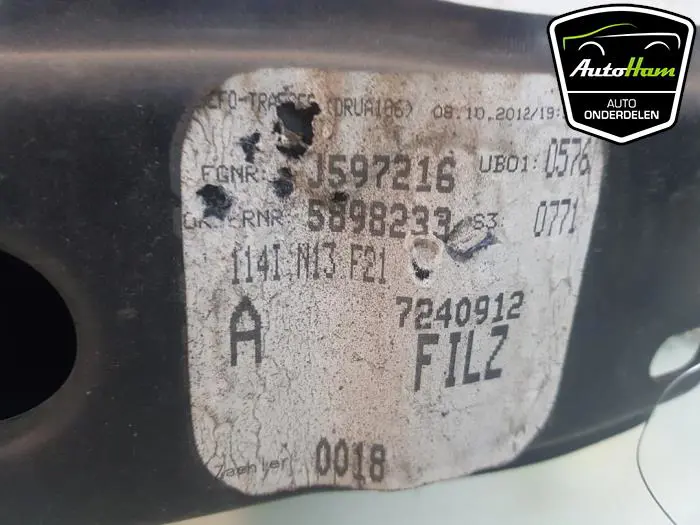 AutoHam
AUTO
ONDERDELEN
(DRUA186) 08.10.2012/19:
FGNR: J597216 UB01: 0576
5898233 S3 0771
114I N13 F21
A 7240912
FILZ
0018